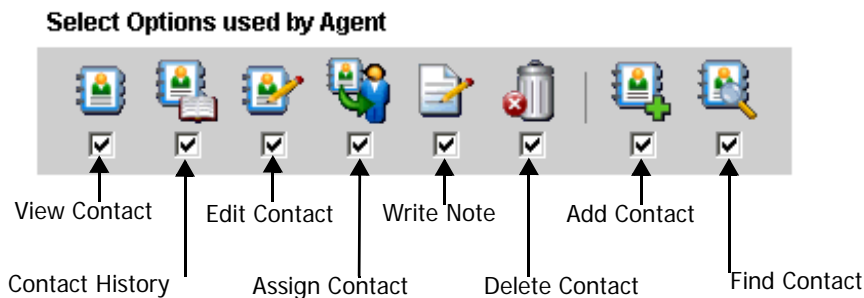 Select Options used by Agent
View Contact
Edit Contact
Write Note
Add Contact
Contact History
Assign Contact
Delete Contact
Find Contact